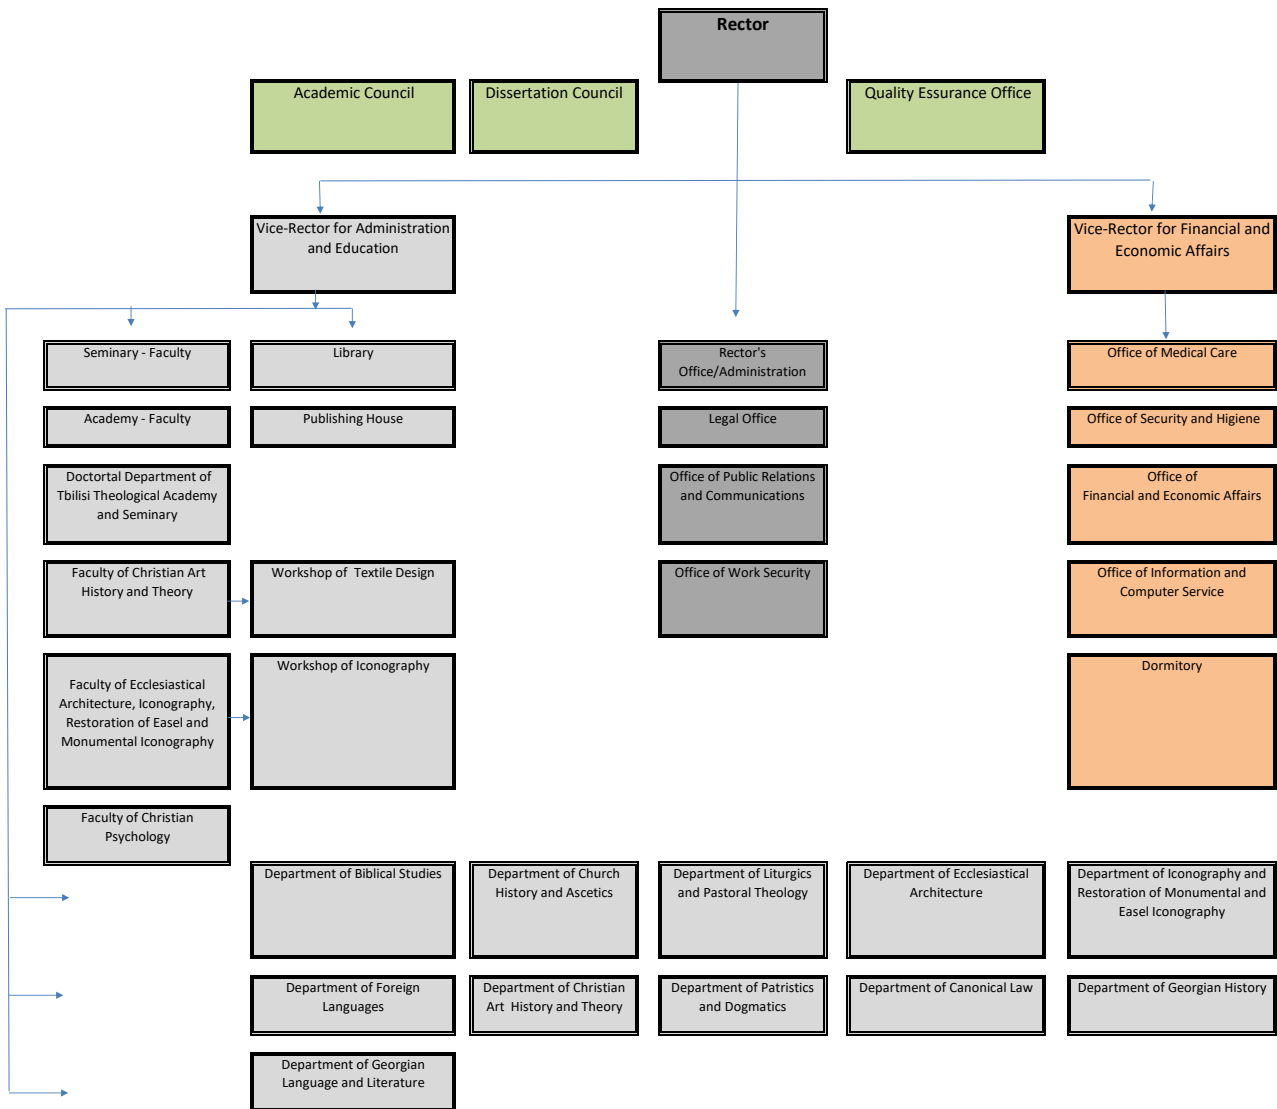 Rector
Academic Council
Dissertation Council
Quality Essurance Office
Vice-Rector for Administration
and Education
Vice-Rector for Financial and
Economic Affairs
Seminary - Faculty
Library
Rector's
Office/Administration
Office of Medical Care
Academy - Faculty
Publishing House
Legal Office
Office of Security and Higiene
Doctortal Department of
Tbilisi Theological Academy
and Seminary
Office of Public Relations
and Communications
Office of
Financial and Economic Affairs
Faculty of Christian Art
History and Theory
Workshop of Textile Design
Office of Work Security
Office of Information and
Computer Service
Faculty of Ecclesiastical
Architecture, Iconography,
Restoration of Easel and
Monumental Iconography
Workshop of Iconography
Dormitory
Faculty of Christian
Psychology
Department of Biblical Studies
Department of Church
History and Ascetics
Department of Liturgics
and Pastoral Theology
Department of Ecclesiastical
Architecture
Department of Iconography and
Restoration of Monumental and
Easel Iconography
Department of Foreign
Languages
Department of Christian
Art History and Theory
Department of Patristics
and Dogmatics
Department of Canonical Law
Department of Georgian History
Department of Georgian
Language and Literature